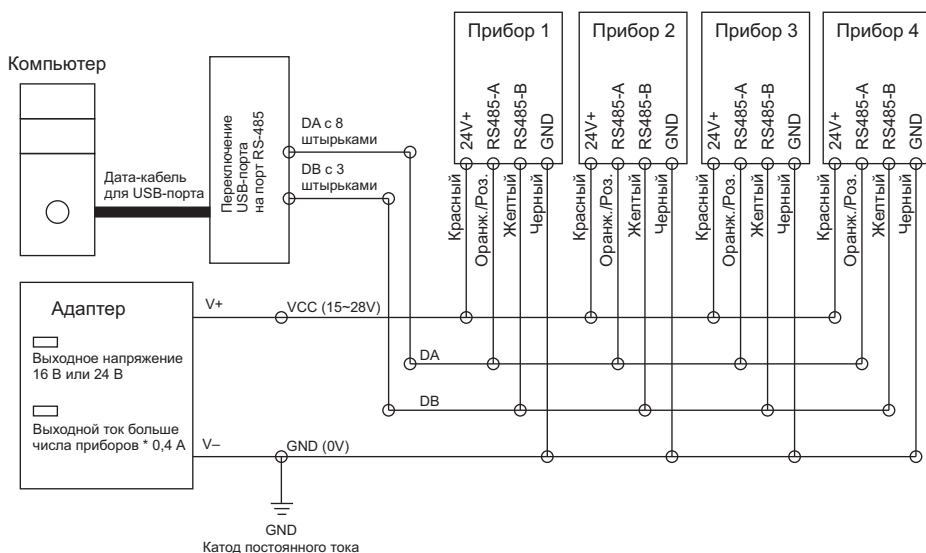 Компьютер
Дата-кабель
для USB-порта
Переключение
USB-порта
на порт RS-485
DA с 8
штырьками
DB с 3
штырьками
Прибор 1
24V+
RS485-A
RS485-B
GND
Красный
Оранж./Роз.
Желтый
Черный
Прибор 2
24V+
RS485-A
RS485-B
GND
Красный
Оранж./Роз.
Желтый
Черный
Прибор 3
24V+
RS485-A
RS485-B
GND
Красный
Оранж./Роз.
Желтый
Черный
Прибор 4
24V+
RS485-A
RS485-B
GND
Красный
Оранж./Роз.
Желтый
Черный
Адаптер
Выходное напряжение
16 В или 24 В
Выходной ток больше
числа приборов * 0,4 А
V+
VCC (15~28V)
DA
DB
V–
GND (0V)
GND
Катод постоянного тока